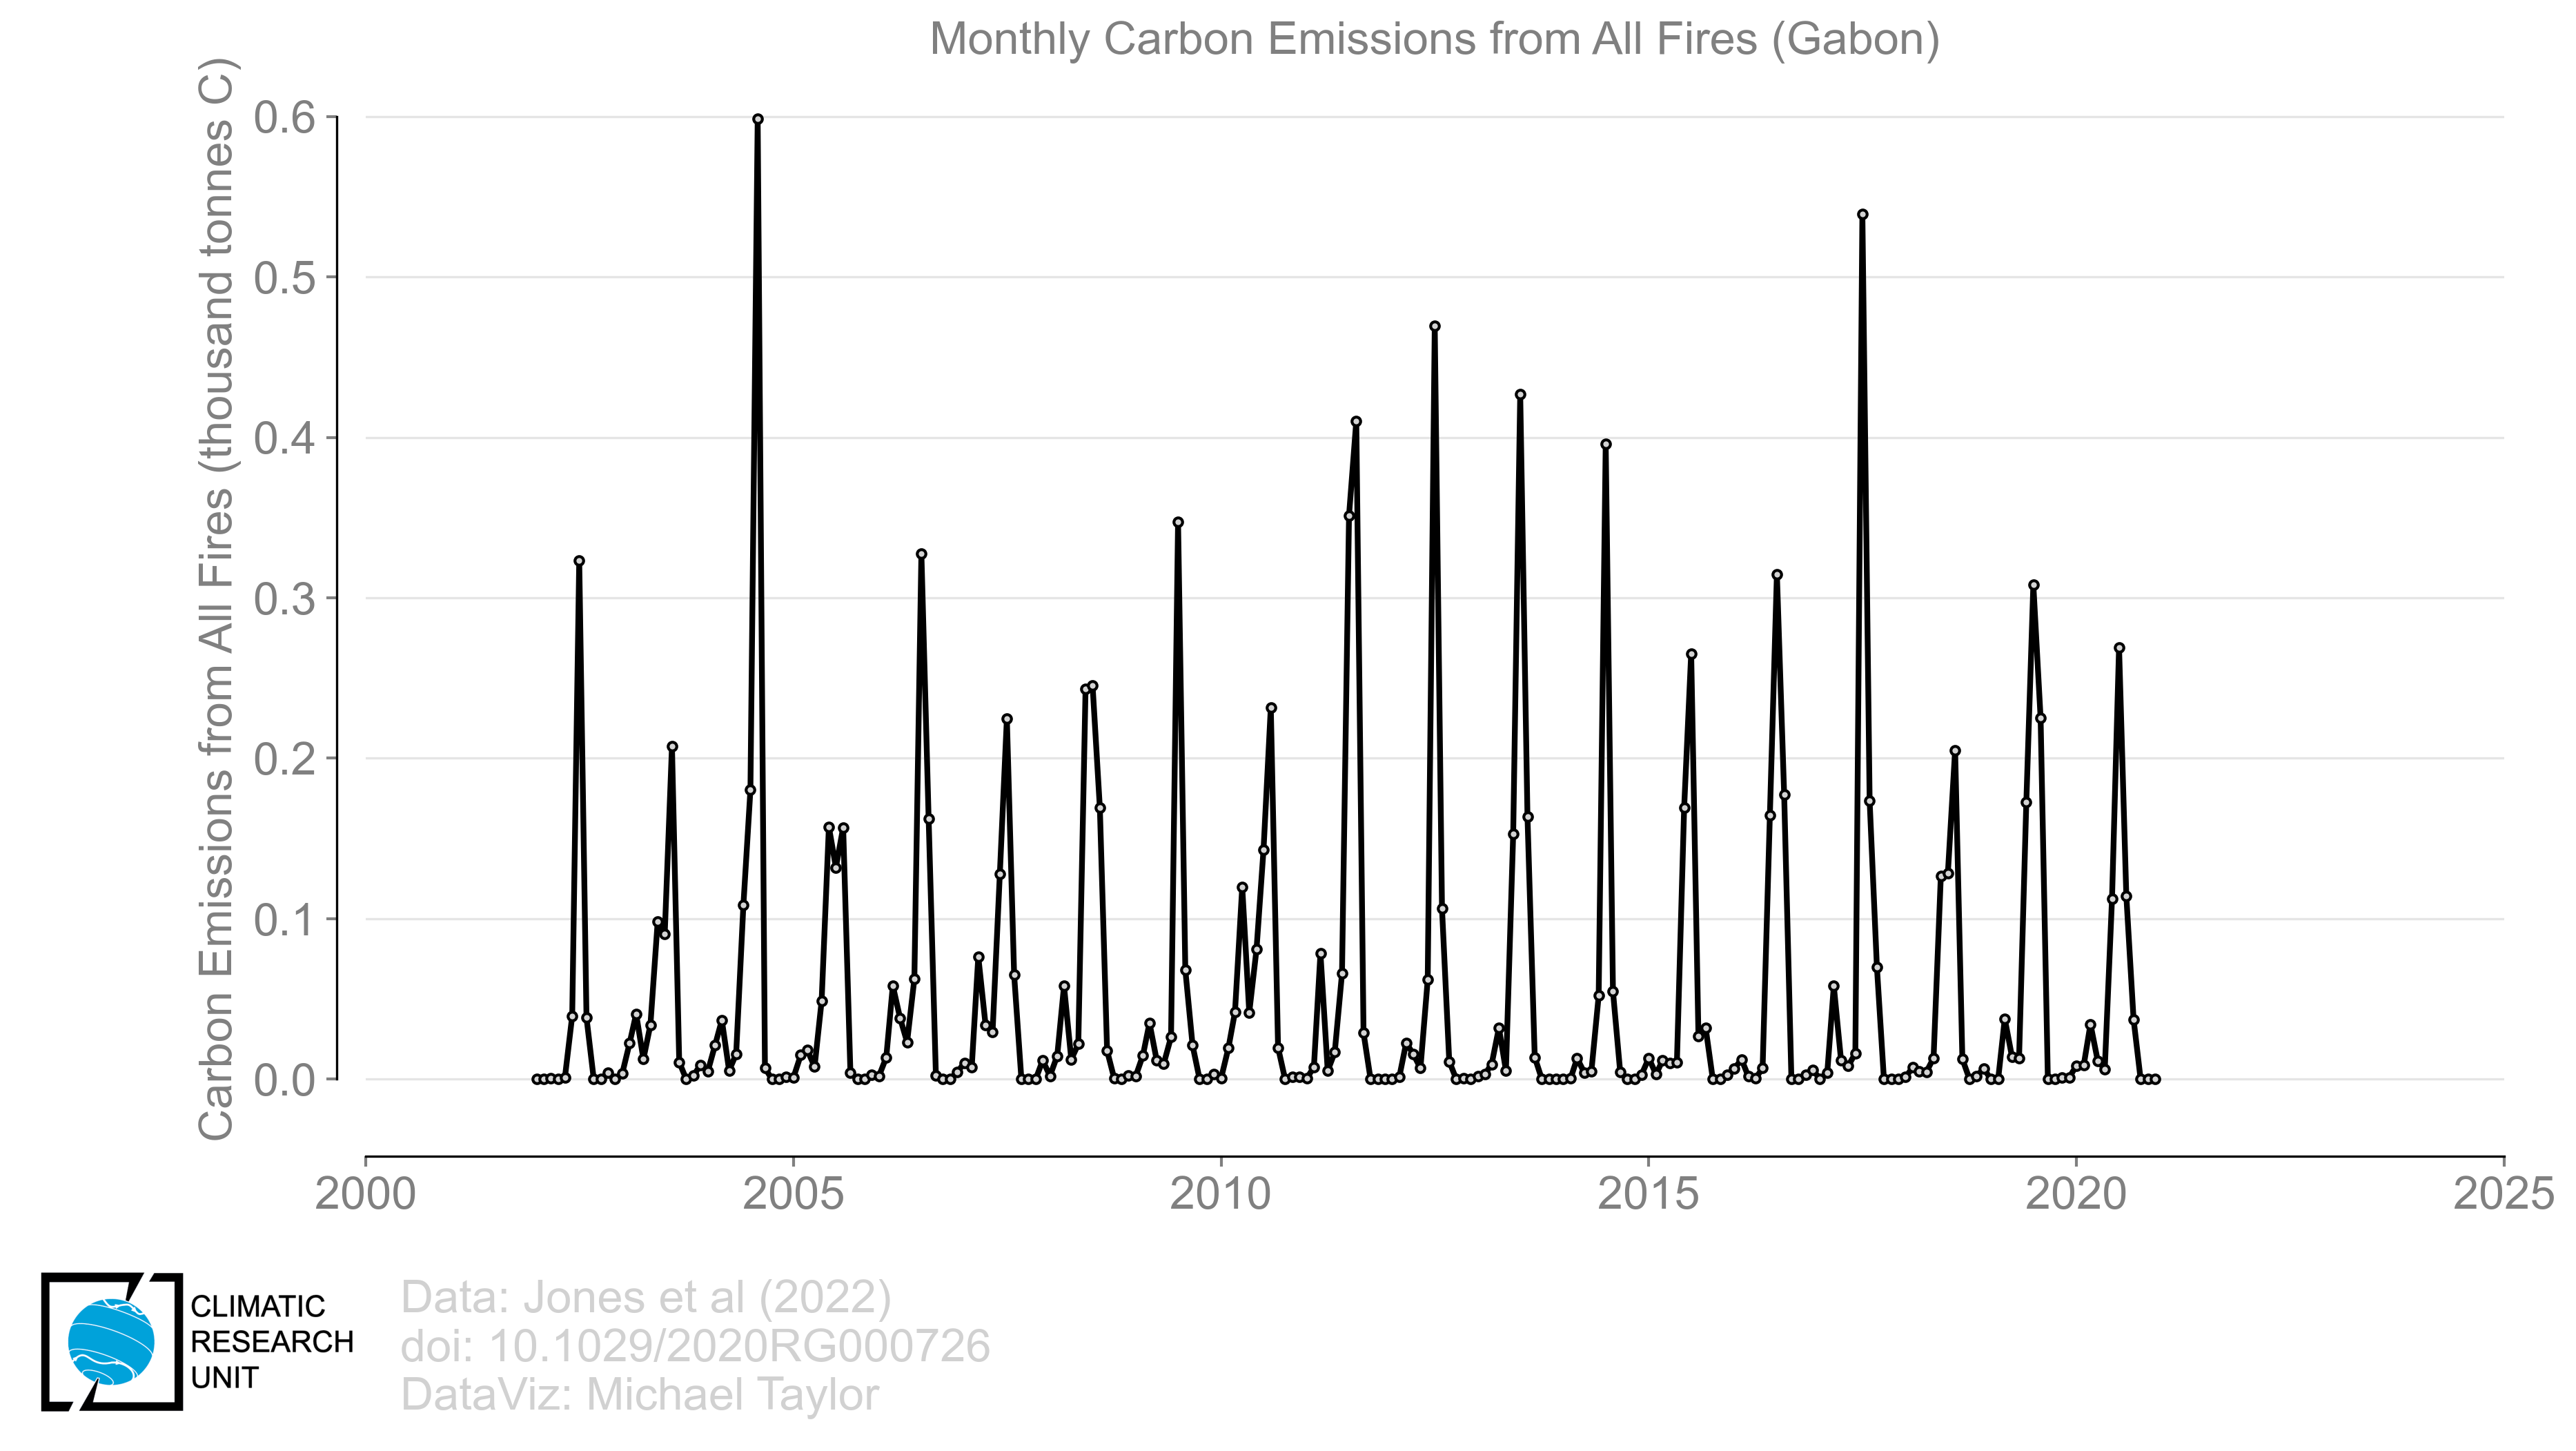 Monthly Carbon Emissions from All Fires (Gabon)
Carbon Emissions from All Fires (thousand tonnes C)
0.6
0.5
0.4
0.3
0.2
0.1
0.0
2000
2005
2010
2015
2020
2025
CLIMATIC
RESEARCH
UNIT
Data: Jones et al (2022)
doi: 10.1029/2020RG000726
DataViz: Michael Taylor